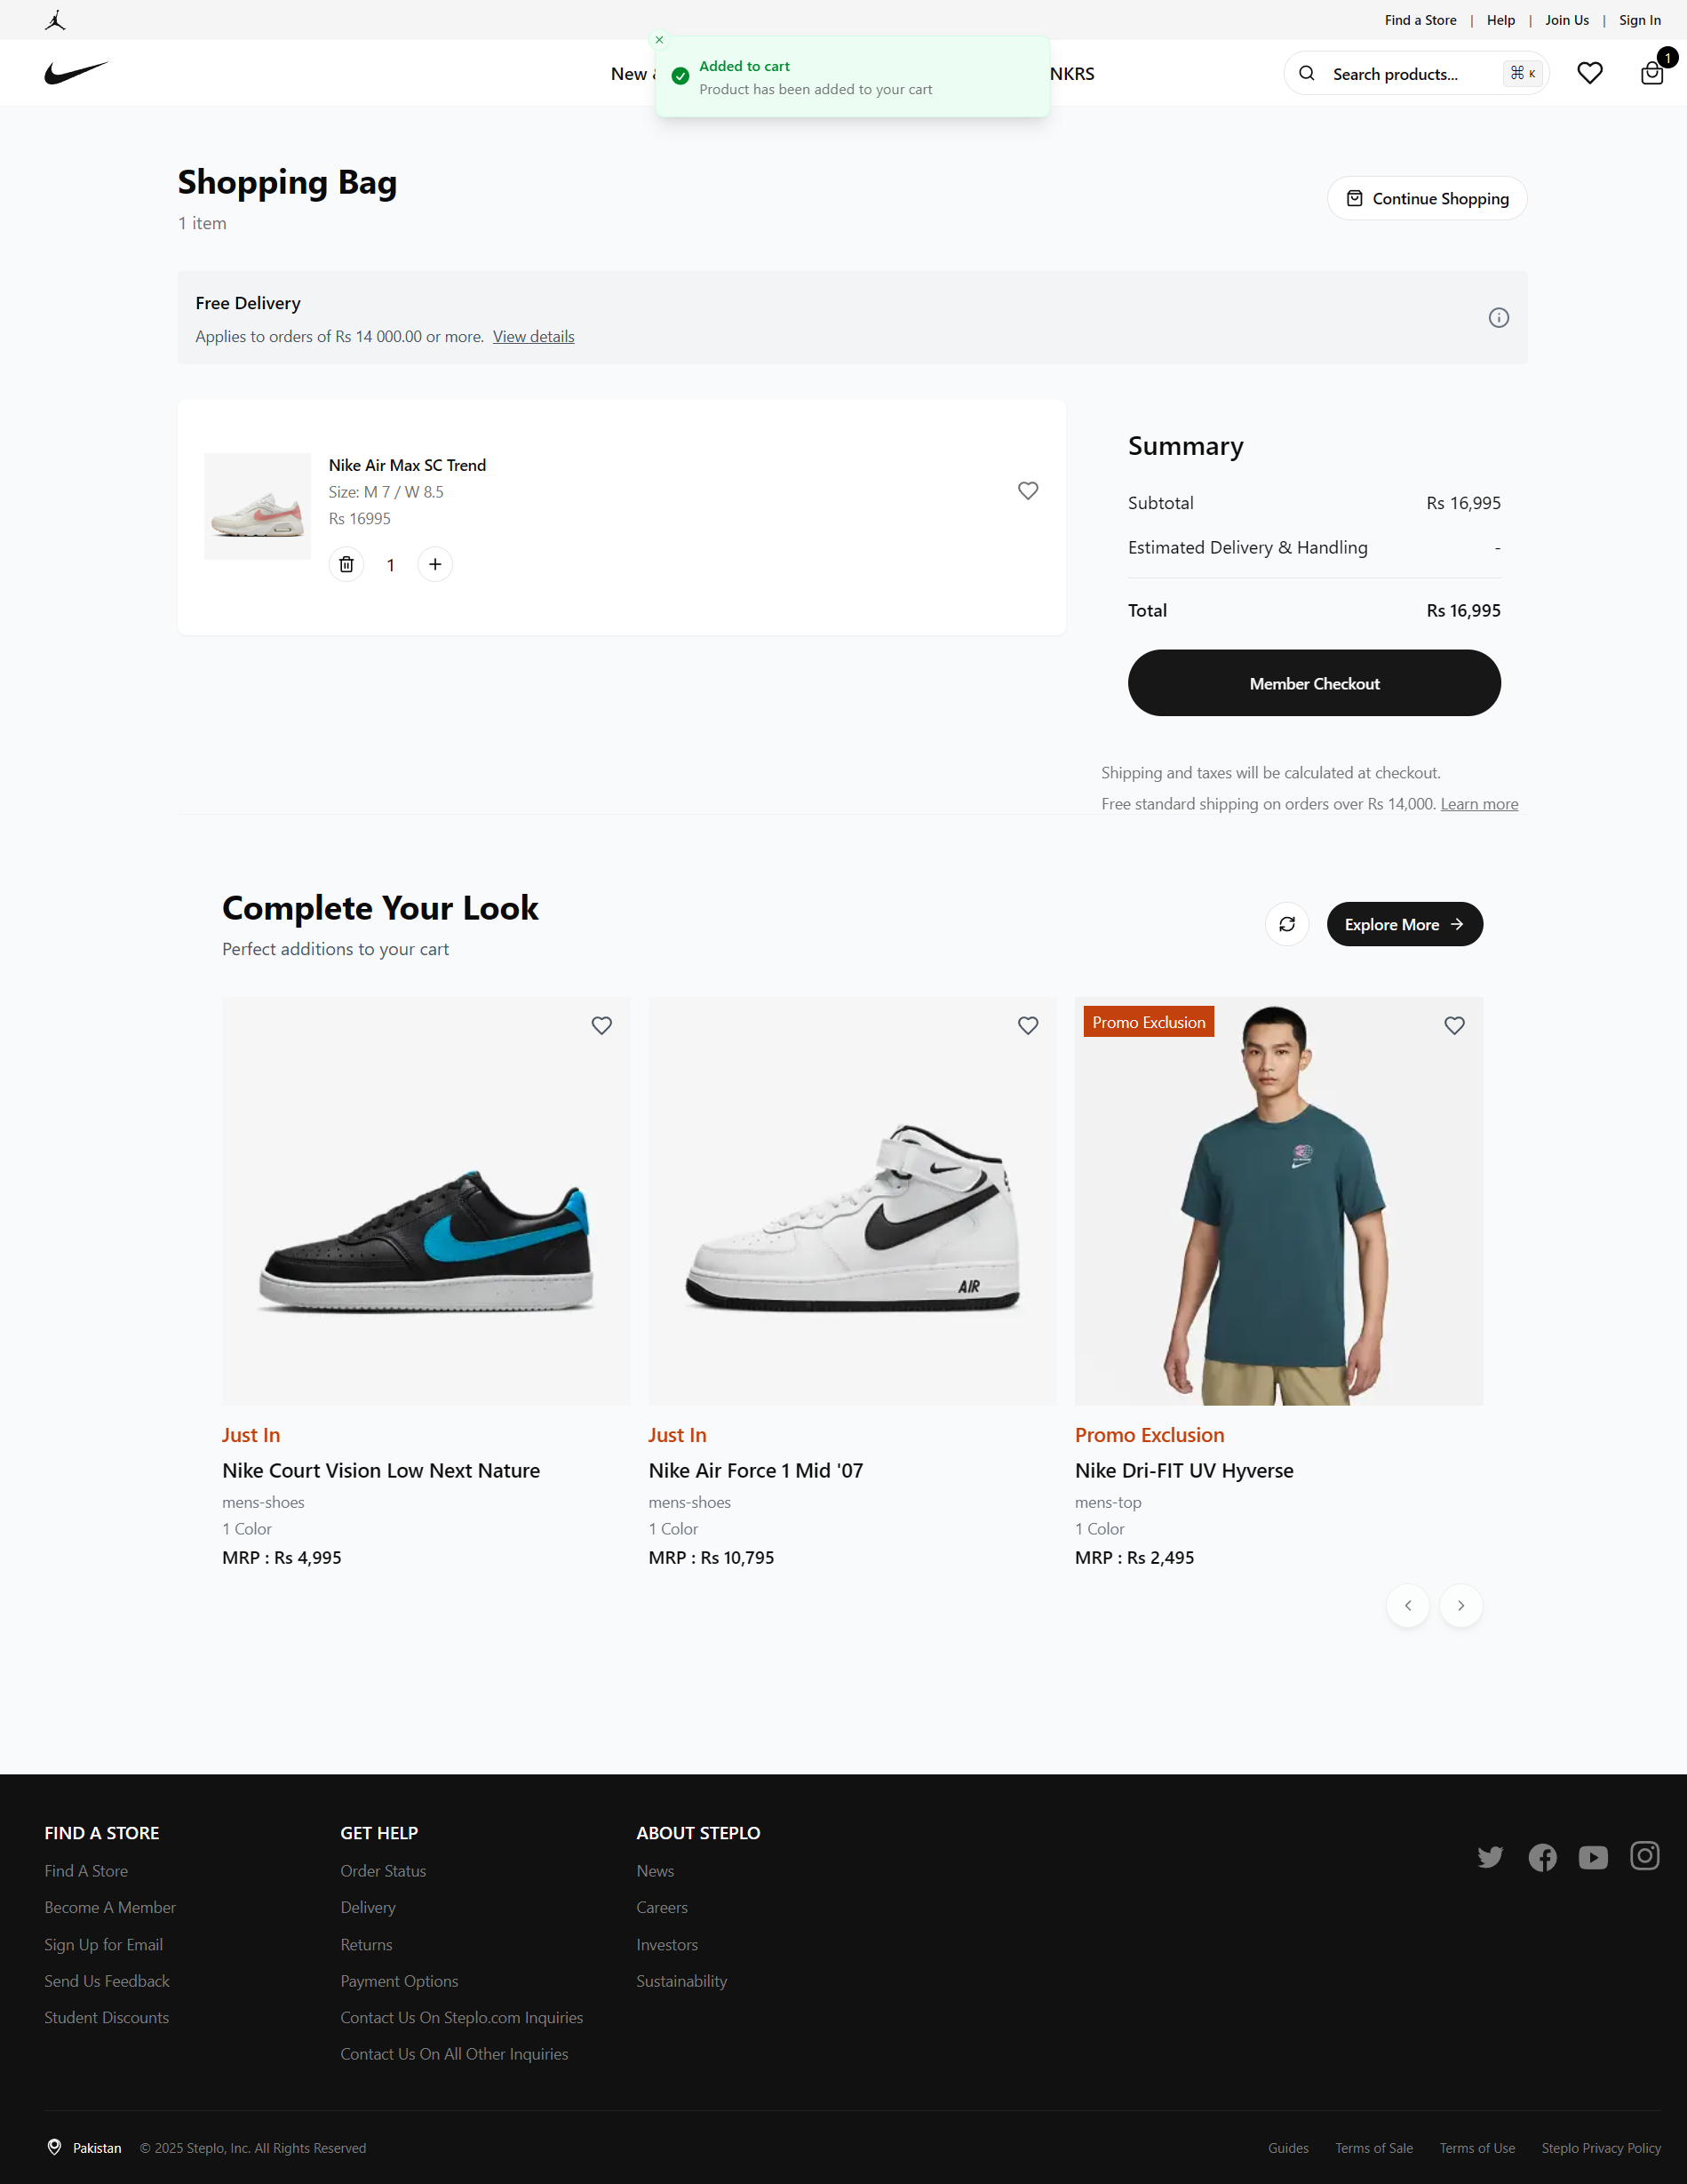 Find a Store | Help | Join Us | Sign In
New
NKRS
Search products...
⌘ K
1
Added to cart
Product has been added to your cart
Shopping Bag
1 item
Continue Shopping
Free Delivery
Applies to orders of Rs 14 000.00 or more. View details
Nike Air Max SC Trend
Size: M 7 / W 8.5
Rs 16995
1
Summary
Subtotal Rs 16,995
Estimated Delivery & Handling -
Total Rs 16,995
Member Checkout
Shipping and taxes will be calculated at checkout.
Free standard shipping on orders over Rs 14,000. Learn more
Complete Your Look
Perfect additions to your cart
Explore More
Promo Exclusion
AIR
Just In
Nike Court Vision Low Next Nature
mens-shoes
1 Color
MRP : Rs 4,995
Just In
Nike Air Force 1 Mid '07
mens-shoes
1 Color
MRP : Rs 10,795
Promo Exclusion
Nike Dri-FIT UV Hyverse
mens-top
1 Color
MRP : Rs 2,495
FIND A STORE
Find A Store
Become A Member
Sign Up for Email
Send Us Feedback
Student Discounts
GET HELP
Order Status
Delivery
Returns
Payment Options
Contact Us On Steplo.com Inquiries
Contact Us On All Other Inquiries
ABOUT STEPLO
News
Careers
Investors
Sustainability
Pakistan
© 2025 Steplo, Inc. All Rights Reserved
Guides
Terms of Sale
Terms of Use
Steplo Privacy Policy